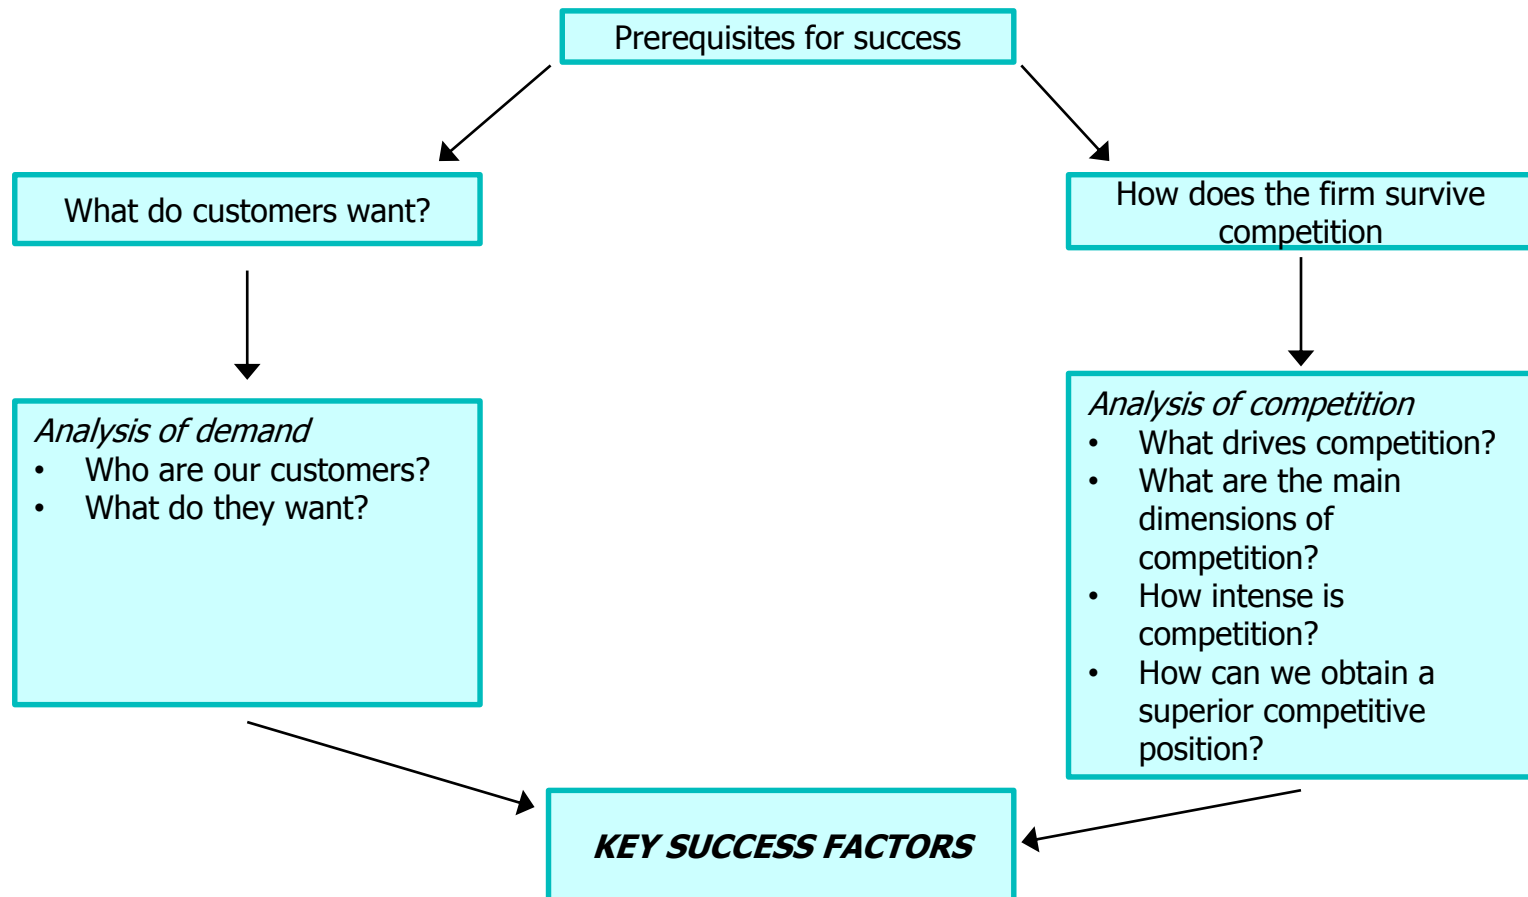 Prerequisites for success
What do customers want?
How does the firm survive
competition
Analysis of demand
• Who are our customers?
• What do they want?
Analysis of competition
• What drives competition?
• What are the main
dimensions of
competition?
• How intense is
competition?
• How can we obtain a
superior competitive
position?
KEY SUCCESS FACTORS